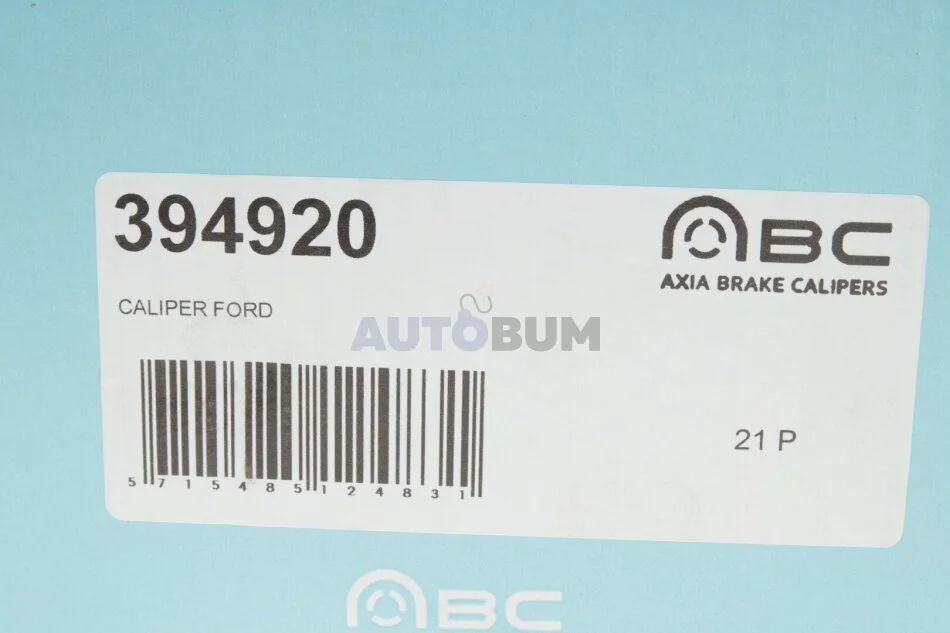 394920
ABC
AXIA BRAKE CALIPERS
CALIPER FORD
AUTOBUM
21 P
5 715485 124831
ABC